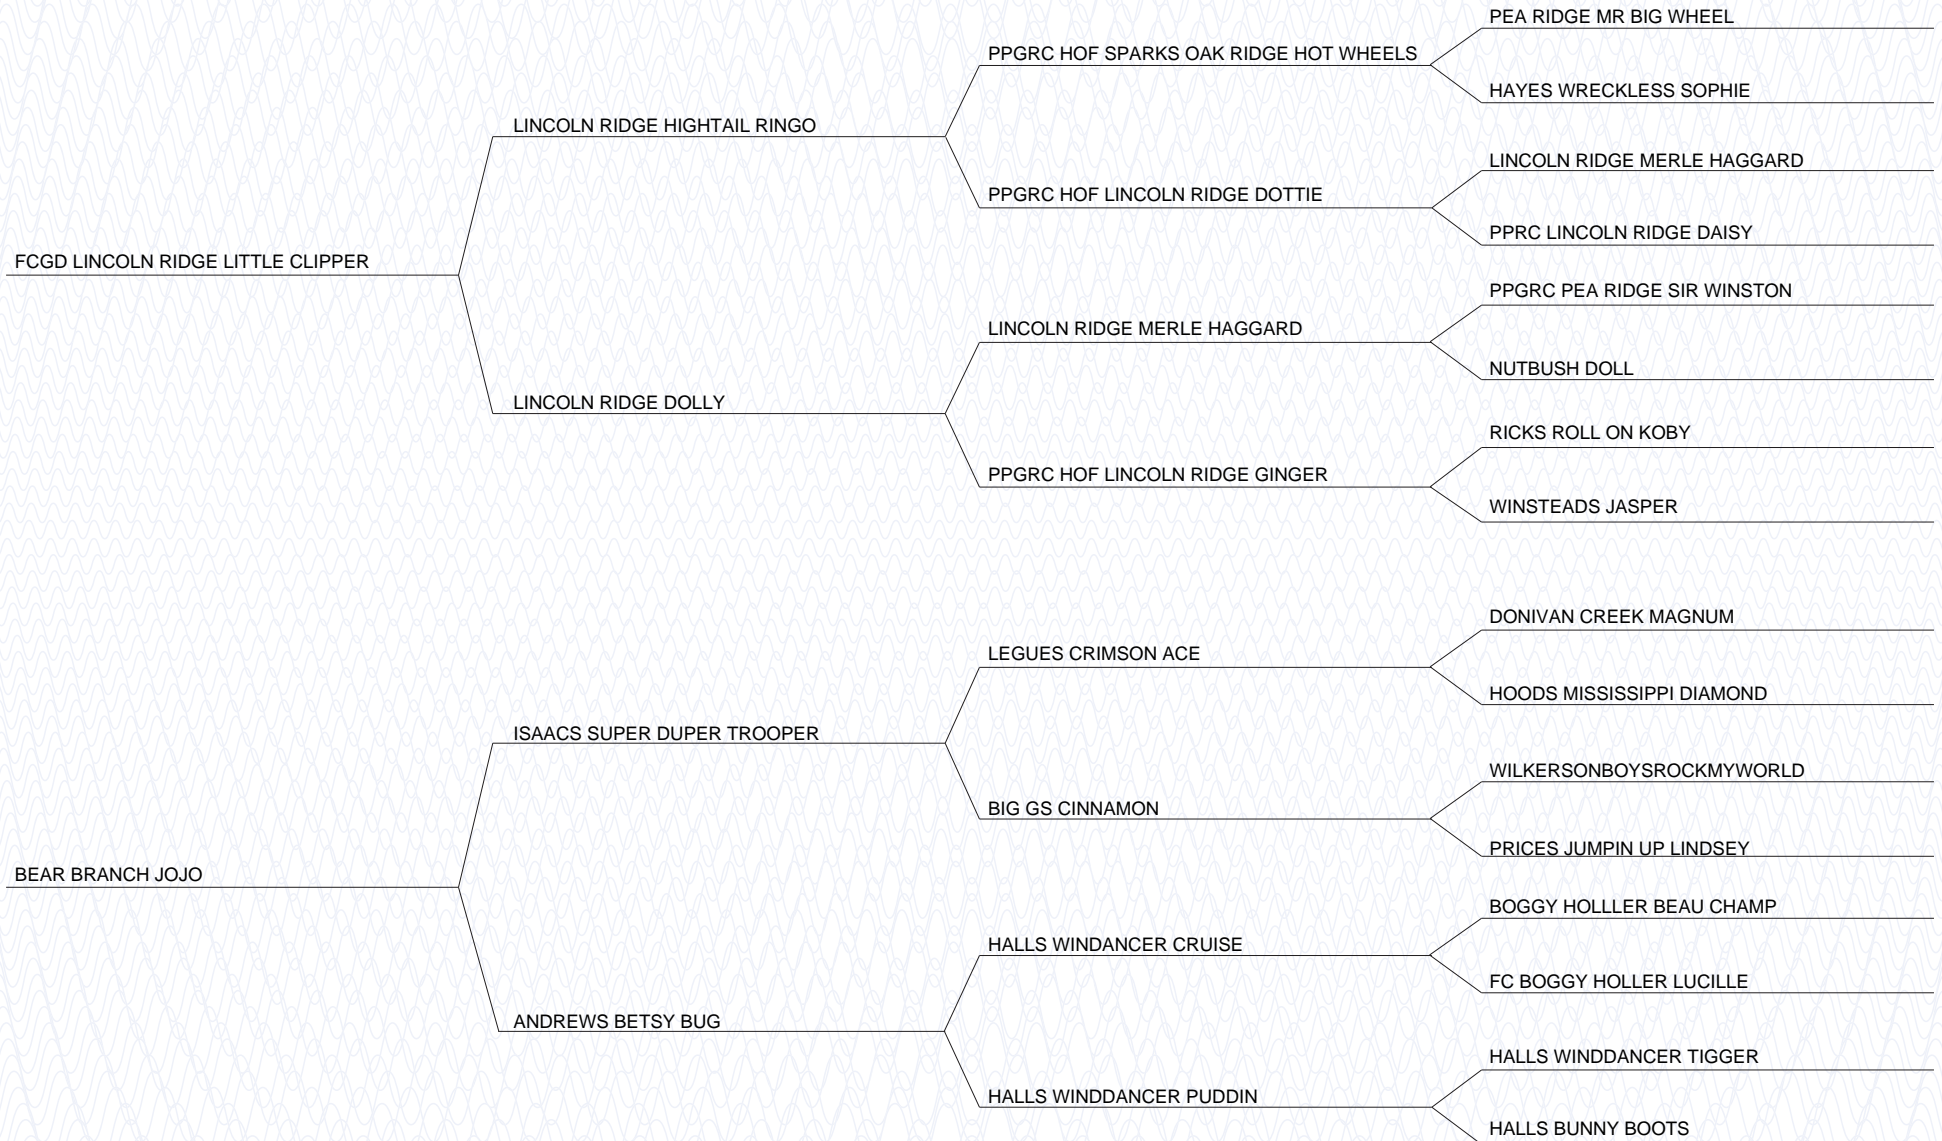 PEA RIDGE MR BIG WHEEL
PPGRC HOF SPARKS OAK RIDGE HOT WHEELS
HAYES WRECKLESS SOPHIE
LINCOLN RIDGE HIGHTAIL RINGO
LINCOLN RIDGE MERLE HAGGARD
PPGRC HOF LINCOLN RIDGE DOTTIE
PPRC LINCOLN RIDGE DAISY
FCGD LINCOLN RIDGE LITTLE CLIPPER
PPGRC PEA RIDGE SIR WINSTON
LINCOLN RIDGE MERLE HAGGARD
NUTBUSH DOLL
LINCOLN RIDGE DOLLY
RICKS ROLL ON KOBY
PPGRC HOF LINCOLN RIDGE GINGER
WINSTEADS JASPER
DONIVAN CREEK MAGNUM
LEGUES CRIMSON ACE
HOODS MISSISSIPPI DIAMOND
ISAACS SUPER DUPER TROOPER
WILKERSONBOYSROCKMYWORLD
BIG GS CINNAMON
PRICES JUMPIN UP LINDSEY
BEAR BRANCH JOJO
BOGGY HOLLLER BEAU CHAMP
HALLS WINDANCER CRUISE
FC BOGGY HOLLER LUCILLE
ANDREWS BETSY BUG
HALLS WINDDANCER TIGGER
HALLS WINDDANCER PUDDIN
HALLS BUNNY BOOTS